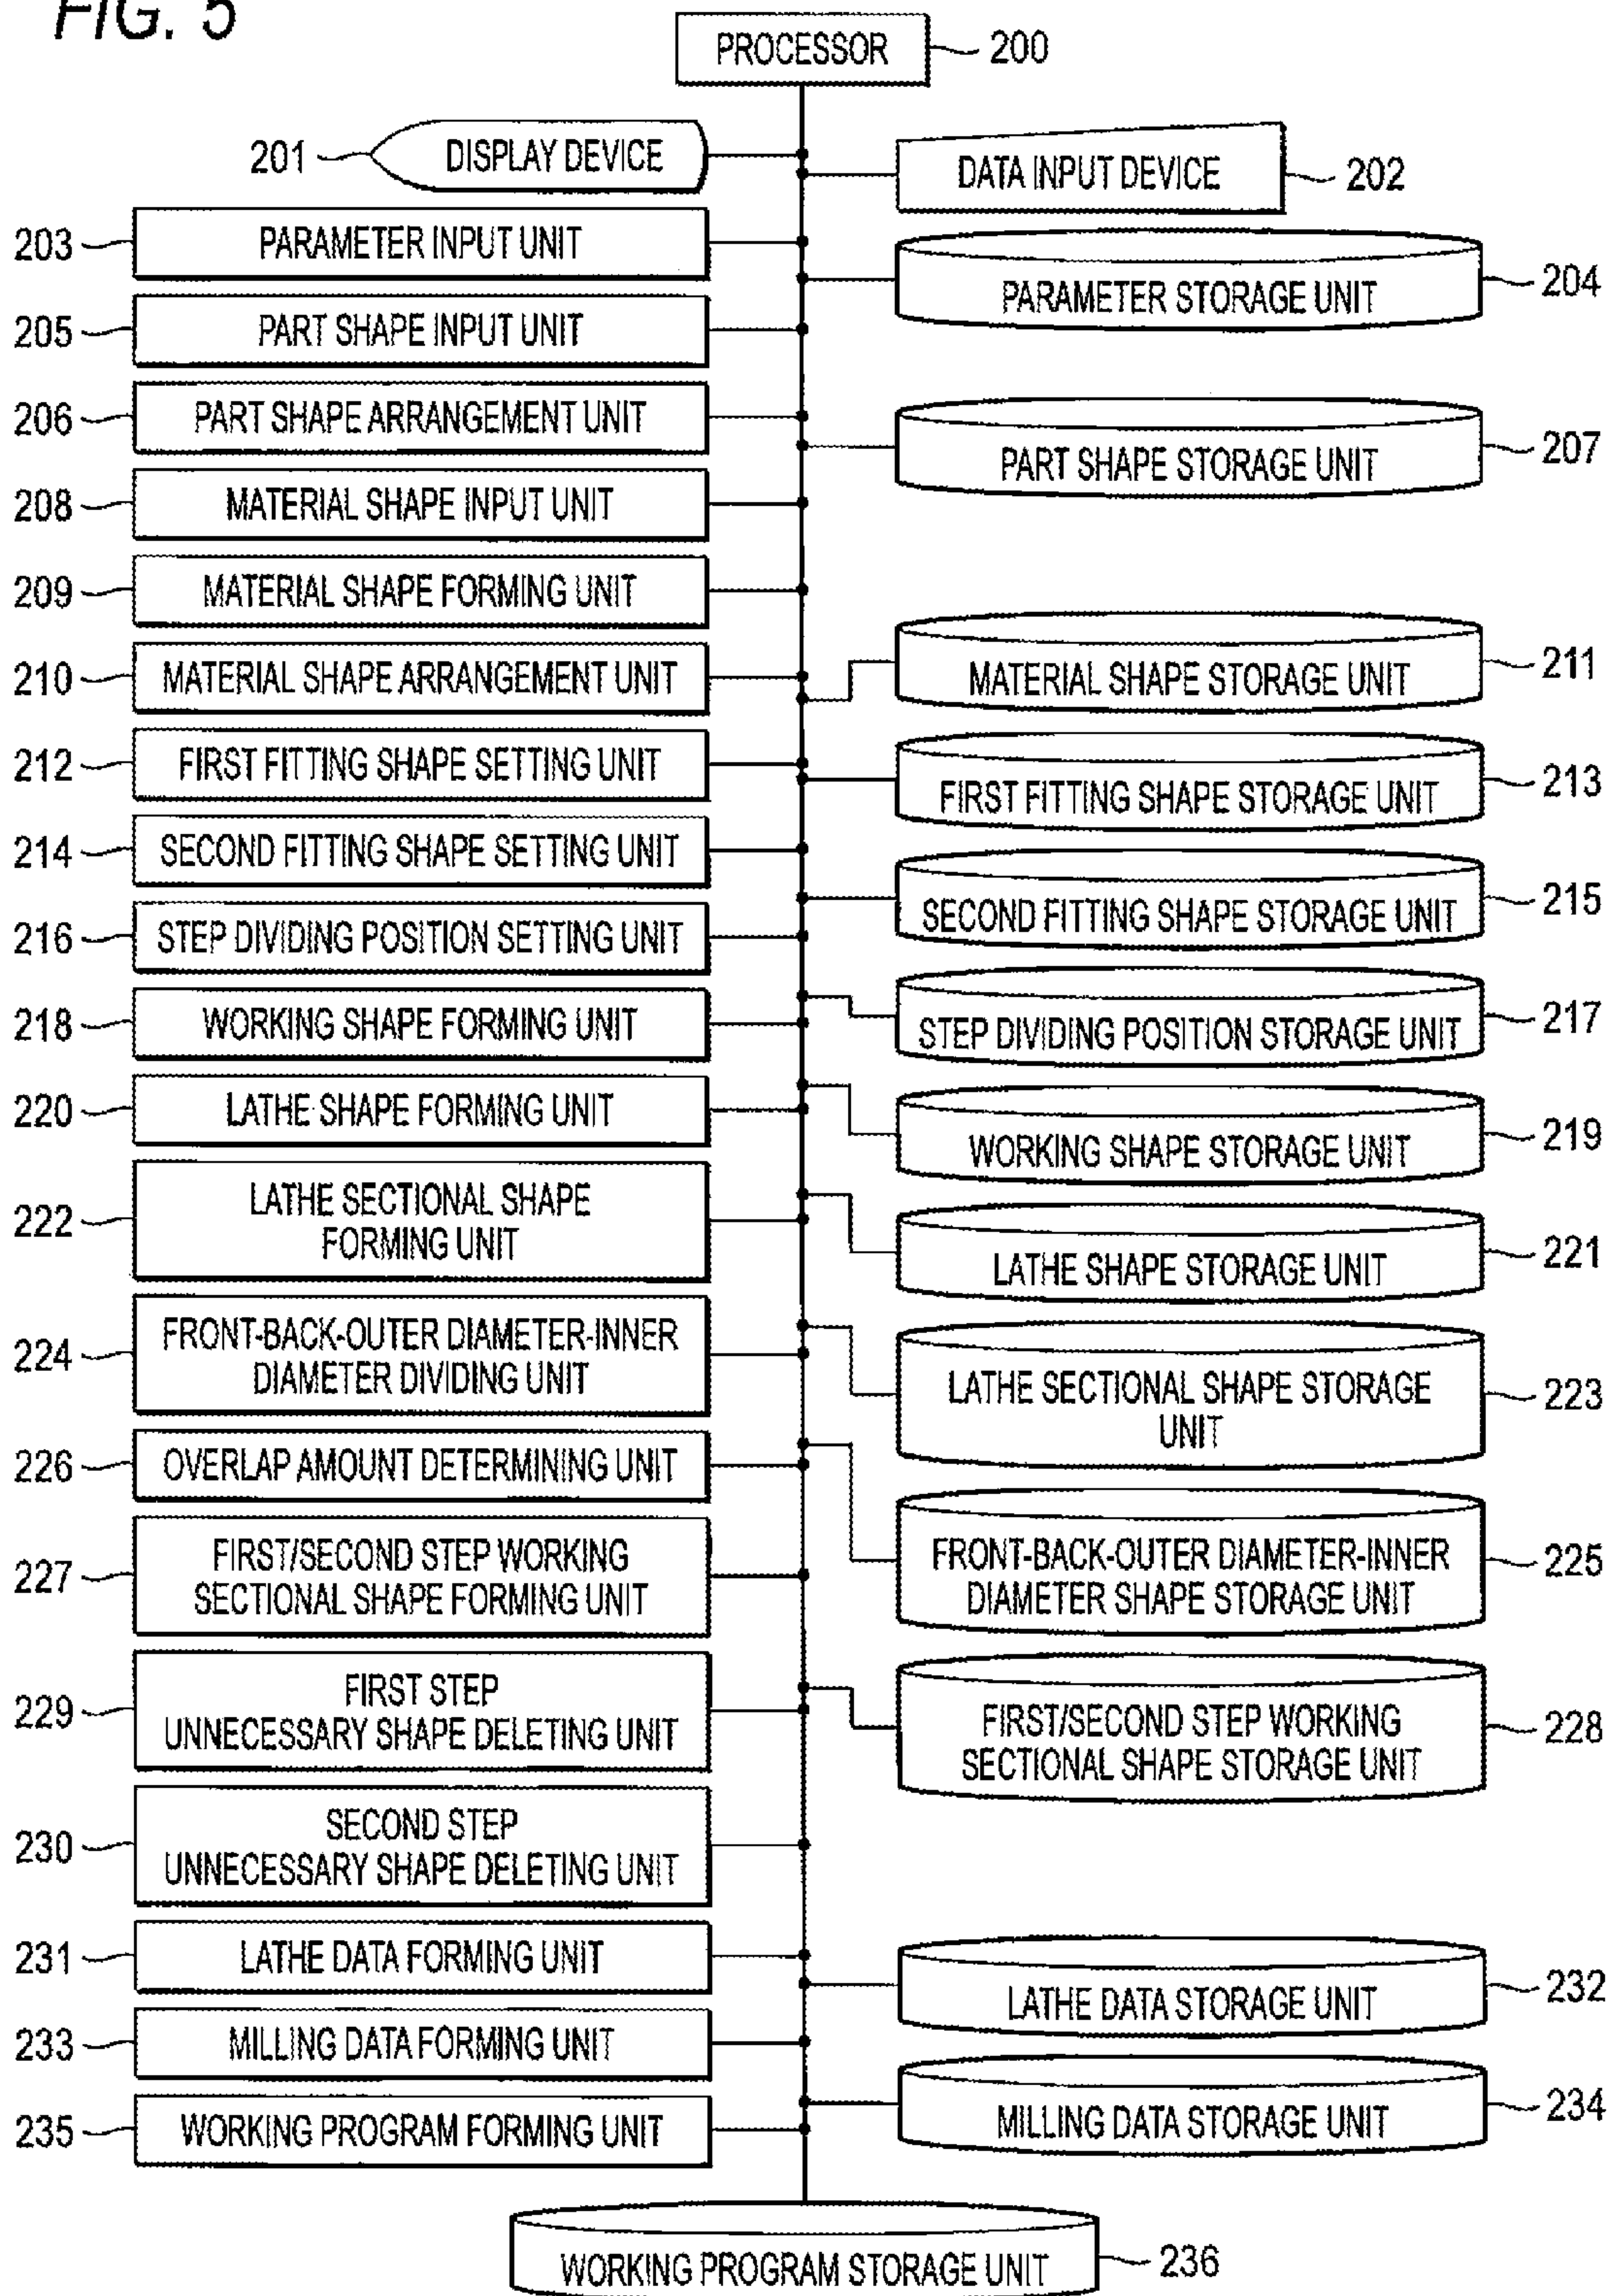 FIG. 5
PROCESSOR
200
201
DISPLAY DEVICE
DATA INPUT DEVICE
202
203
PARAMETER INPUT UNIT
PARAMETER STORAGE UNIT
204
205
PART SHAPE INPUT UNIT
206
PART SHAPE ARRANGEMENT UNIT
PART SHAPE STORAGE UNIT
207
208
MATERIAL SHAPE INPUT UNIT
209
MATERIAL SHAPE FORMING UNIT
210
MATERIAL SHAPE ARRANGEMENT UNIT
MATERIAL SHAPE STORAGE UNIT
211
212
FIRST FITTING SHAPE SETTING UNIT
FIRST FITTING SHAPE STORAGE UNIT
213
214
SECOND FITTING SHAPE SETTING UNIT
SECOND FITTING SHAPE STORAGE UNIT
215
216
STEP DIVIDING POSITION SETTING UNIT
STEP DIVIDING POSITION STORAGE UNIT
217
218
WORKING SHAPE FORMING UNIT
WORKING SHAPE STORAGE UNIT
219
220
LATHE SHAPE FORMING UNIT
LATHE SHAPE STORAGE UNIT
221
222
LATHE SECTIONAL SHAPE
FORMING UNIT
LATHE SECTIONAL SHAPE STORAGE
UNIT
223
224
FRONT-BACK-OUTER DIAMETER-INNER
DIAMETER DIVIDING UNIT
FRONT-BACK-OUTER DIAMETER-INNER
DIAMETER SHAPE STORAGE UNIT
225
226
OVERLAP AMOUNT DETERMINING UNIT
227
FIRST/SECOND STEP WORKING
SECTIONAL SHAPE FORMING UNIT
FIRST/SECOND STEP WORKING
SECTIONAL SHAPE STORAGE UNIT
228
229
FIRST STEP
UNNECESSARY SHAPE DELETING UNIT
230
SECOND STEP
UNNECESSARY SHAPE DELETING UNIT
231
LATHE DATA FORMING UNIT
LATHE DATA STORAGE UNIT
232
233
MILLING DATA FORMING UNIT
MILLING DATA STORAGE UNIT
234
235
WORKING PROGRAM FORMING UNIT
WORKING PROGRAM STORAGE UNIT
236